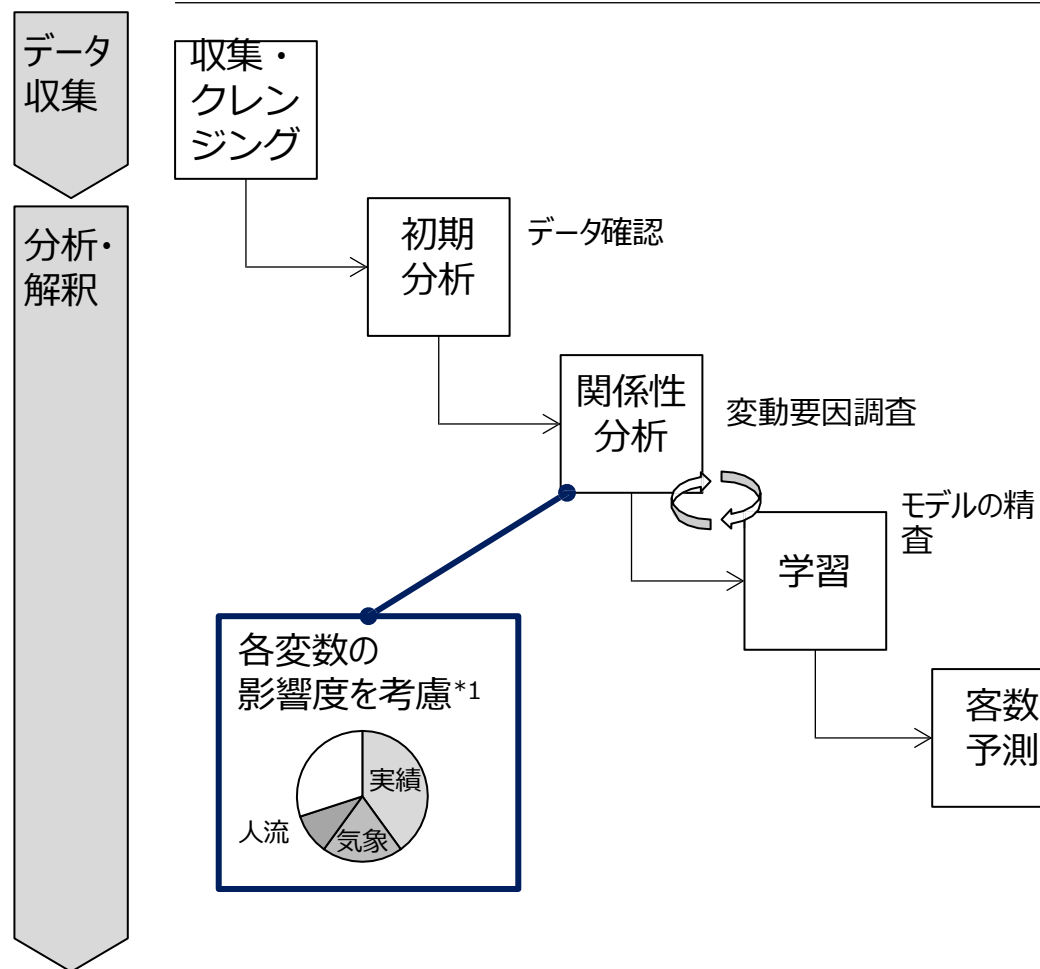 データ
収集
収集・
クレン
ジング
分析・
解釈
初期
分析
データ確認
関係性
分析
変動要因調査
モデルの精
査
学習
各変数の
影響度を考慮*1
実績
人流
気象
客数
予測